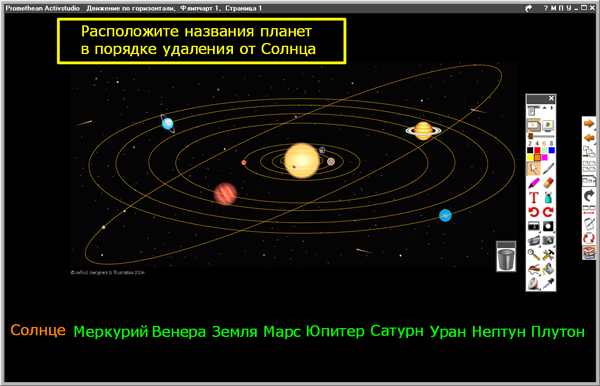 Promethean Activstudio Движение по горизонтали, Флипчарт 1, Страница 1
? М П У
Расположите названия планет
в порядке удаления от Солнца
2 4 6 8
T
Солнце Меркурий Венера Земля Марс Юпитер Сатурн Уран Нептун Плутон